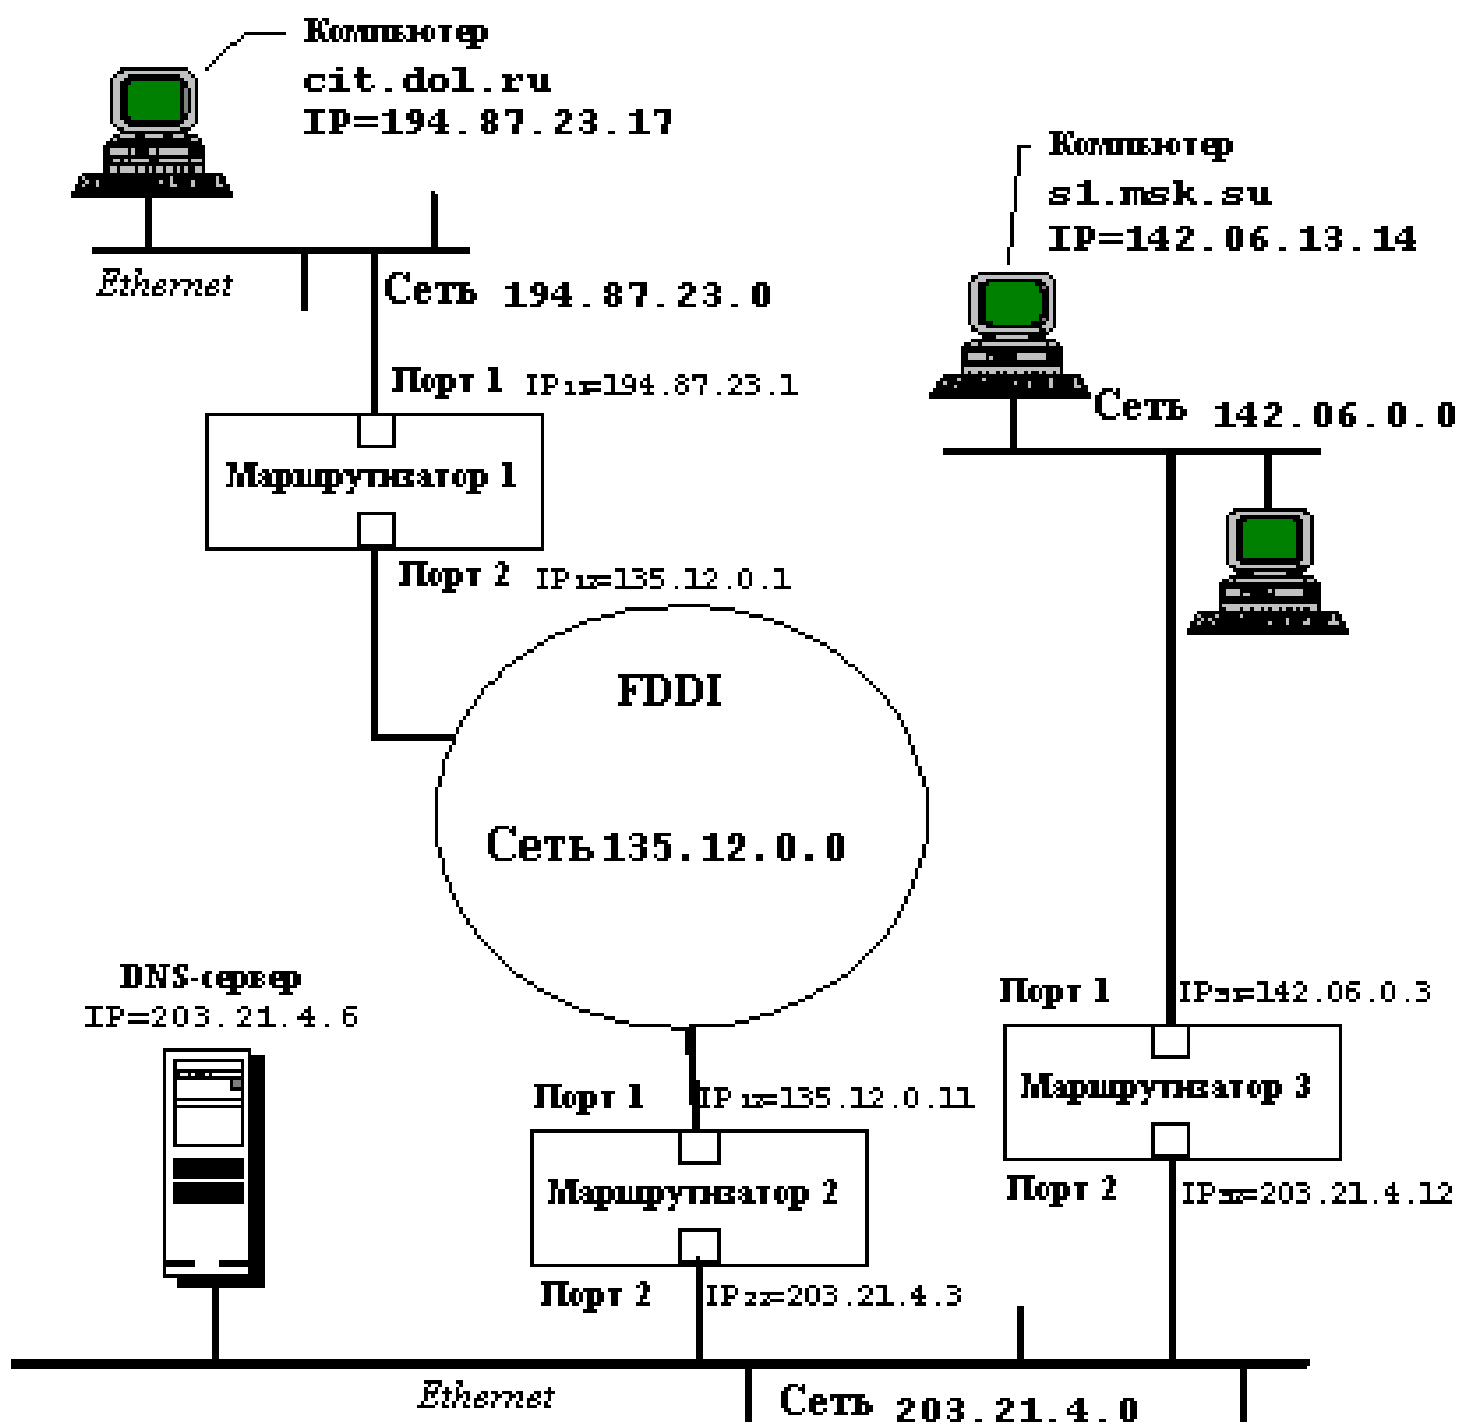 Компьютер
cit.dol.ru
IP=194.87.23.17
Ethernet
Сеть 194.87.23.0
Порт 1 IP11=194.87.23.1
Маршрутизатор 1
Порт 2 IP12=135.12.0.1
Компьютер
s1.msk.su
IP=142.06.13.14
Сеть 142.06.0.0
FDDI
Сеть 135.12.0.0
DNS-сервер
IP=203.21.4.6
Порт 1 IP12=135.12.0.11
Маршрутизатор 2
Порт 2 IP22=203.21.4.3
Порт 1 IP31=142.06.0.3
Маршрутизатор 3
Порт 2 IP32=203.21.4.12
Ethernet
Сеть 203.21.4.0